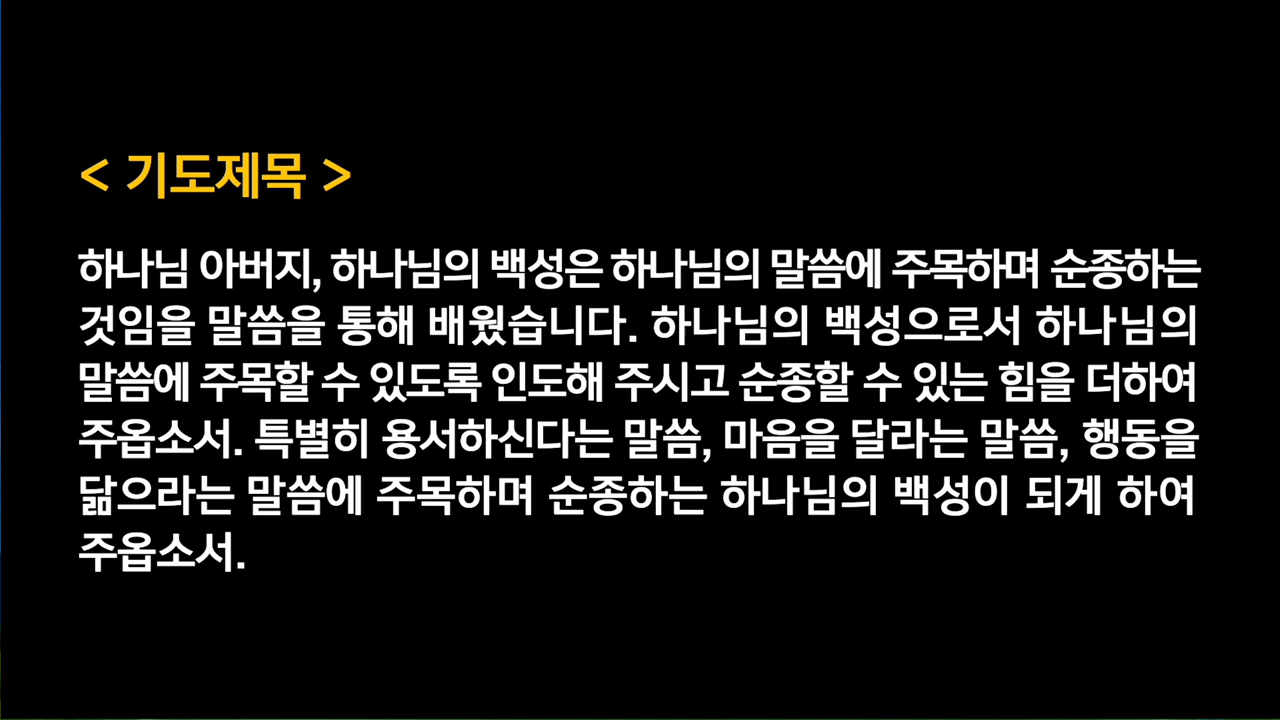 < 기도제목 >
하나님 아버지, 하나님의 백성은 하나님의 말씀에 주목하며 순종하는
것임을 말씀을 통해 배웠습니다. 하나님의 백성으로서 하나님의
말씀에 주목할 수 있도록 인도해 주시고 순종할 수 있는 힘을 더하여
주옵소서. 특별히 용서하신다는 말씀, 마음을 달라는 말씀, 행동을
닮으라는 말씀에 주목하며 순종하는 하나님의 백성이 되게 하여
주옵소서.